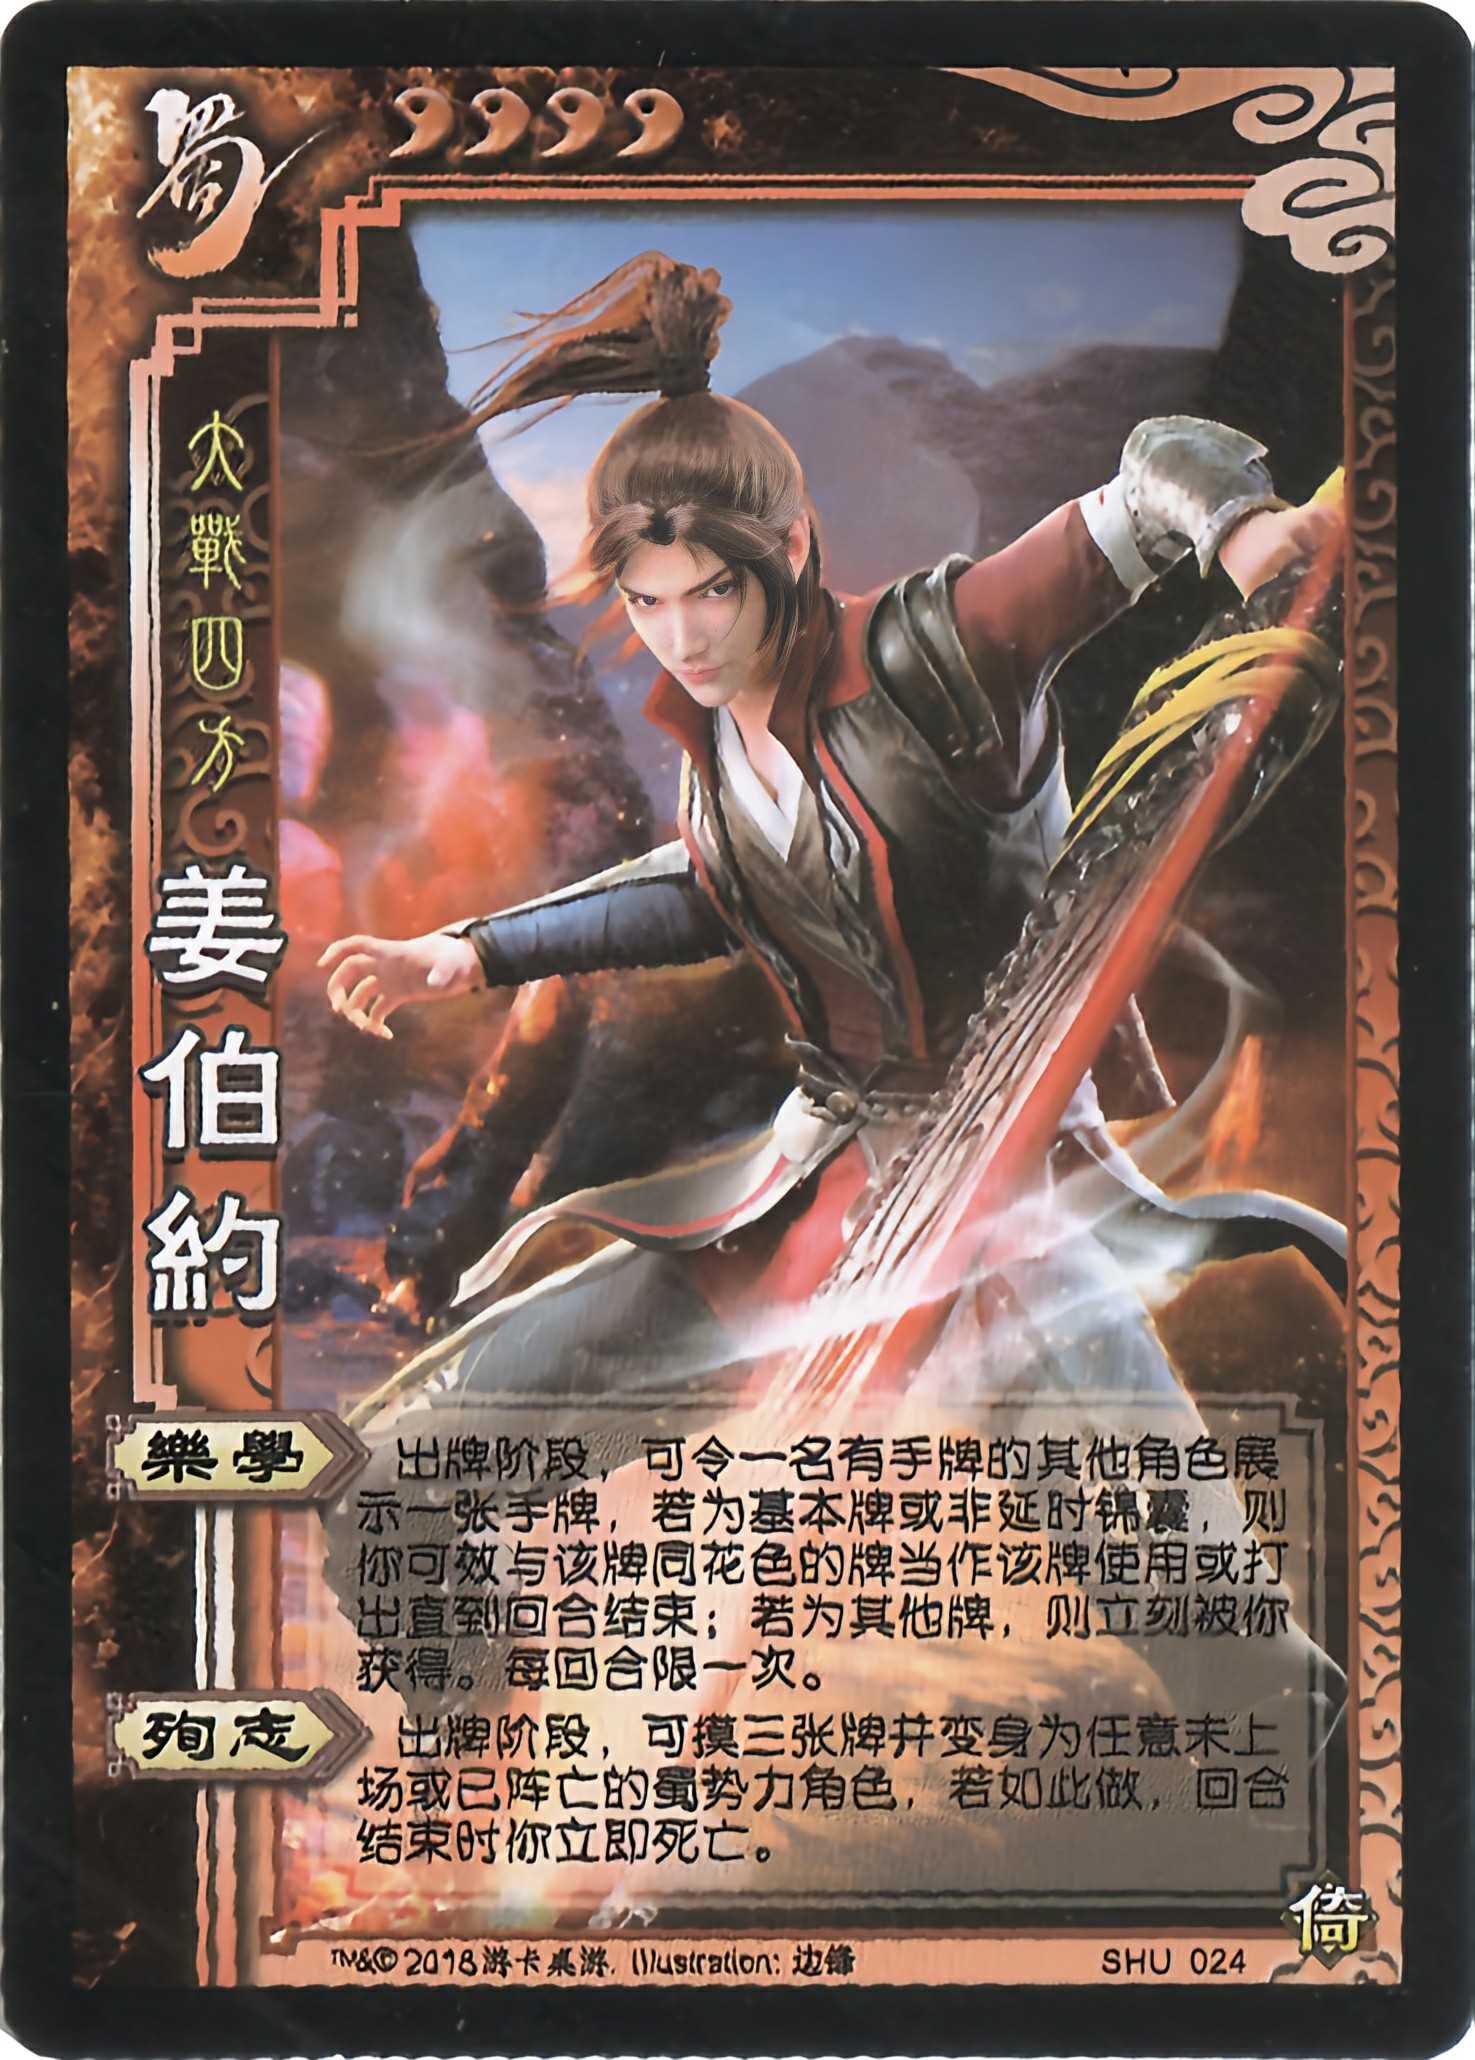 蜀
大戰四方
姜伯約
樂學
出牌阶段，可令一名有手牌的其他角色展
示一张手牌，若为基本牌或非延时锦囊，则
你可效与该牌同花色的牌当作该牌使用或打
出直到回合结束；若为其他牌，则立刻被你
获得。每回合限一次。
殉志
出牌阶段，可摸三张牌并变身为任意未上
场或已阵亡的蜀势力角色，若如此做，回合
结束时你立即死亡。
倚
™&© 2018游卡桌游. Illustration: 边锋
SHU 024